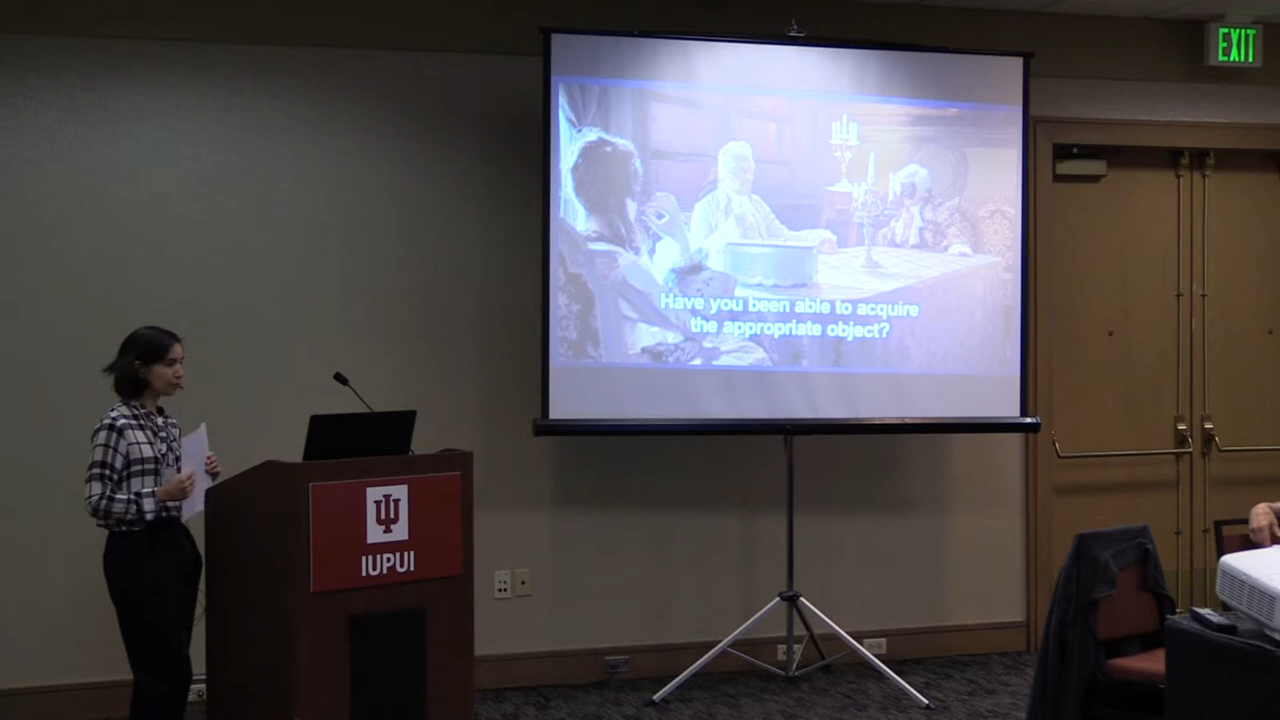 EXIT
Have you been able to acquire
the appropriate object?
IUPUI